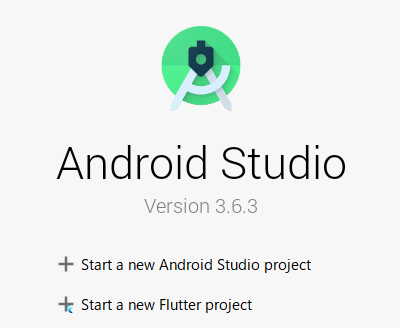 Android Studio
Version 3.6.3
Start a new Android Studio project
Start a new Flutter project